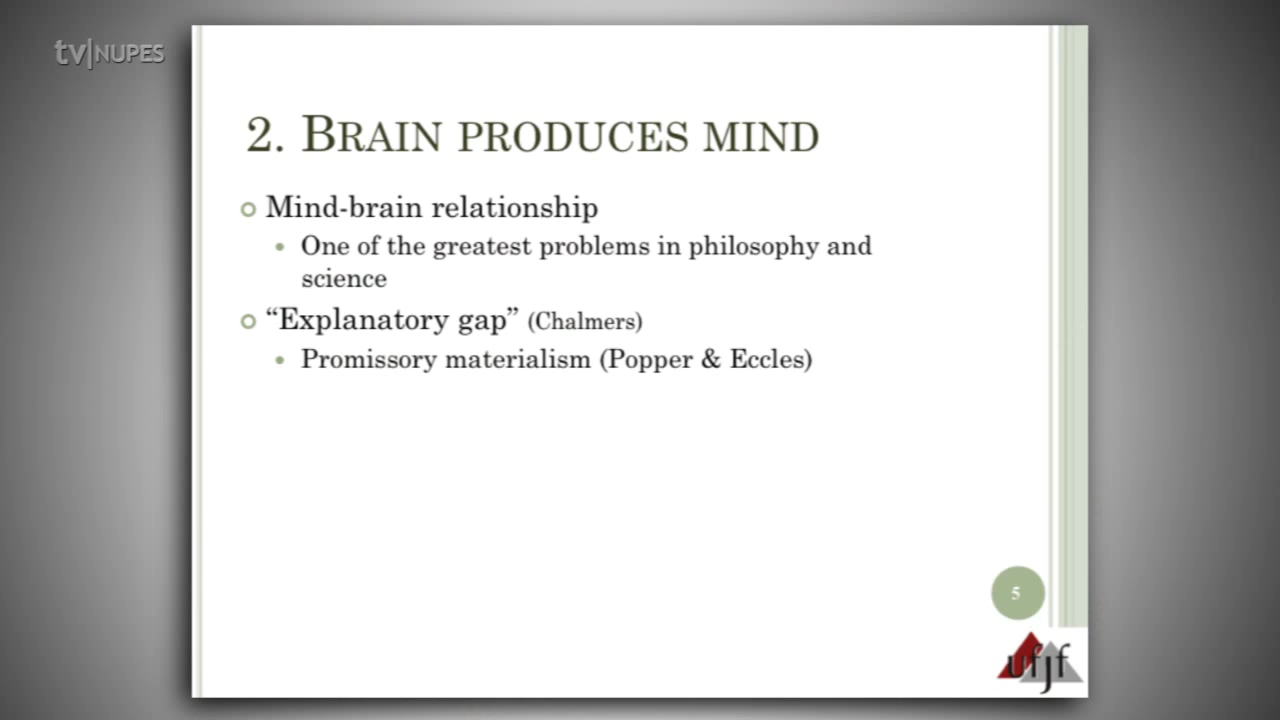 tv|NUPES
2. BRAIN PRODUCES MIND
Mind-brain relationship
One of the greatest problems in philosophy and
science
“Explanatory gap” (Chalmers)
Promissory materialism (Popper & Eccles)
5
ufjf